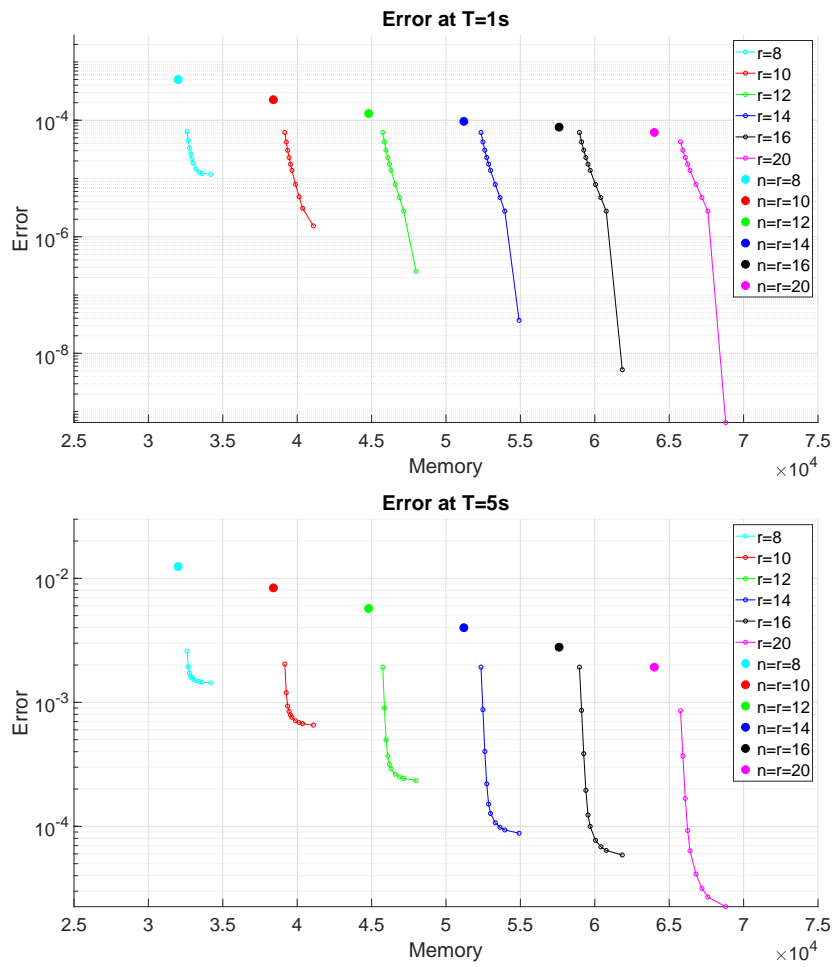 Error at T=1s
Error
10^-4
10^-6
10^-8
2.5 3 3.5 4 4.5 5 5.5 6 6.5 7 7.5
Memory
×10^4
r=8
r=10
r=12
r=14
r=16
r=20
n=r=8
n=r=10
n=r=12
n=r=14
n=r=16
n=r=20
Error at T=5s
Error
10^-2
10^-3
10^-4
2.5 3 3.5 4 4.5 5 5.5 6 6.5 7 7.5
Memory
×10^4
r=8
r=10
r=12
r=14
r=16
r=20
n=r=8
n=r=10
n=r=12
n=r=14
n=r=16
n=r=20